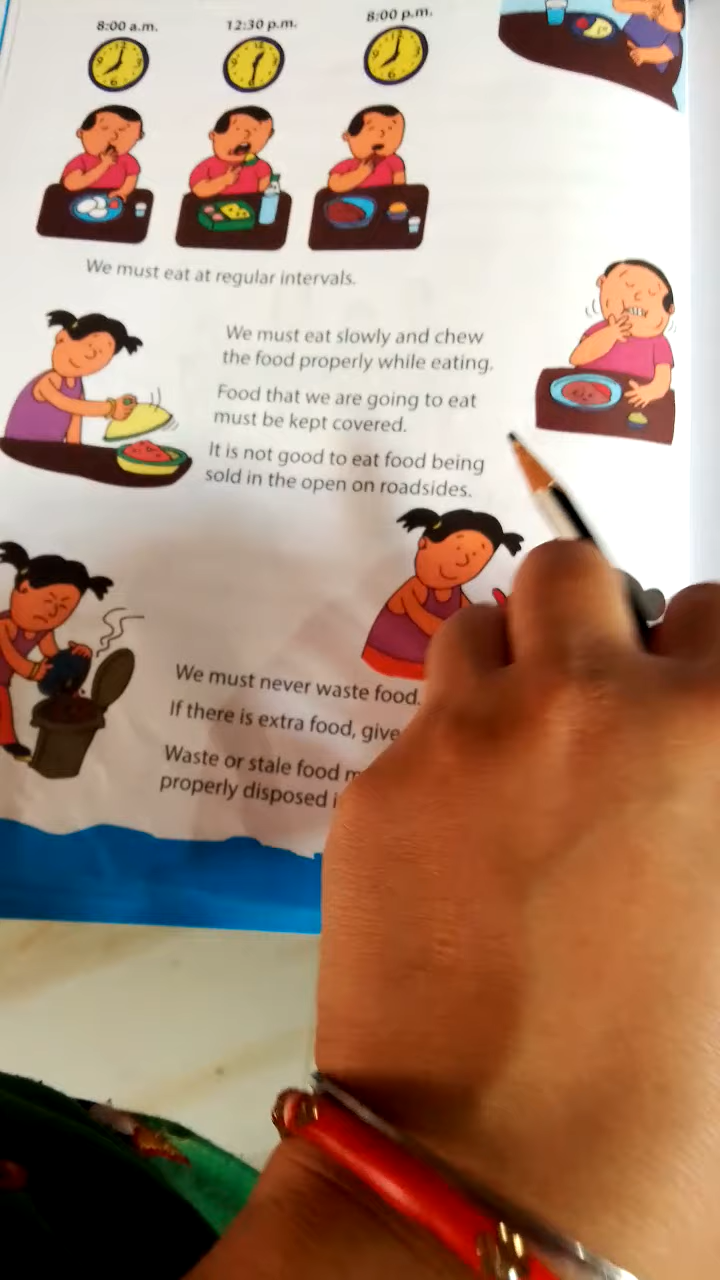 8:00 a.m. 12:30 p.m. 8:00 p.m.
We must eat at regular intervals.
We must eat slowly and chew
the food properly while eating.
Food that we are going to eat
must be kept covered.
It is not good to eat food being
sold in the open on roadsides.
We must never waste food.
If there is extra food, give
Waste or stale food
properly disposed